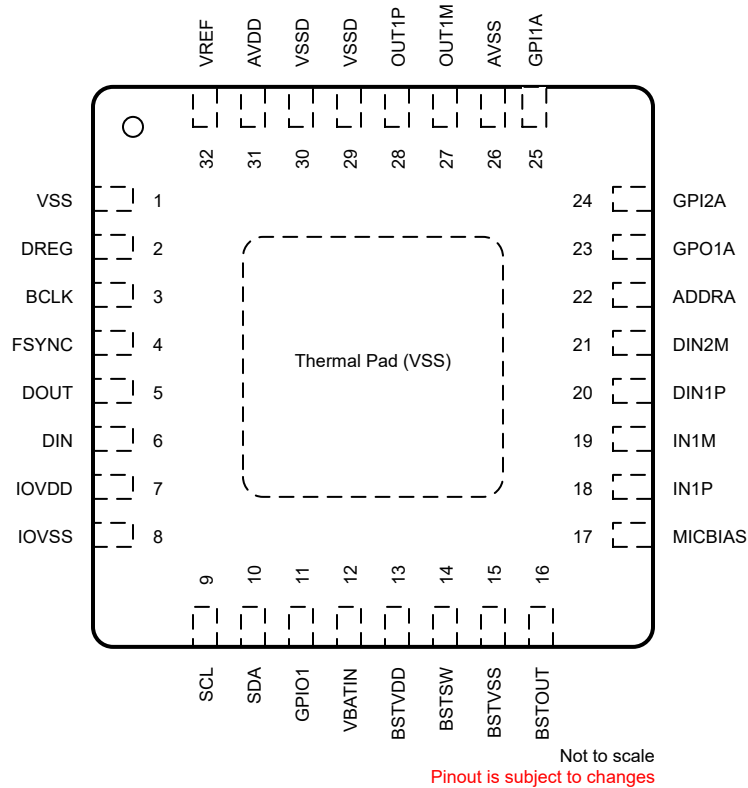 VREF
AVDD
VSSD
VSSD
OUT1P
OUT1M
AVSS
GPI1A
32
31
30
29
28
27
26
25
VSS 1
DREG 2
BCLK 3
FSYNC 4
DOUT 5
DIN 6
IOVDD 7
IOVSS 8
Thermal Pad (VSS)
24 GPI2A
23 GPO1A
22 ADDRA
21 DIN2M
20 DIN1P
19 IN1M
18 IN1P
17 MICBIAS
9
10
11
12
13
14
15
16
SCL
SDA
GPIO1
VBATIN
BSTVDD
BSTSW
BSTVSS
BSTOUT
Not to scale
Pinout is subject to changes